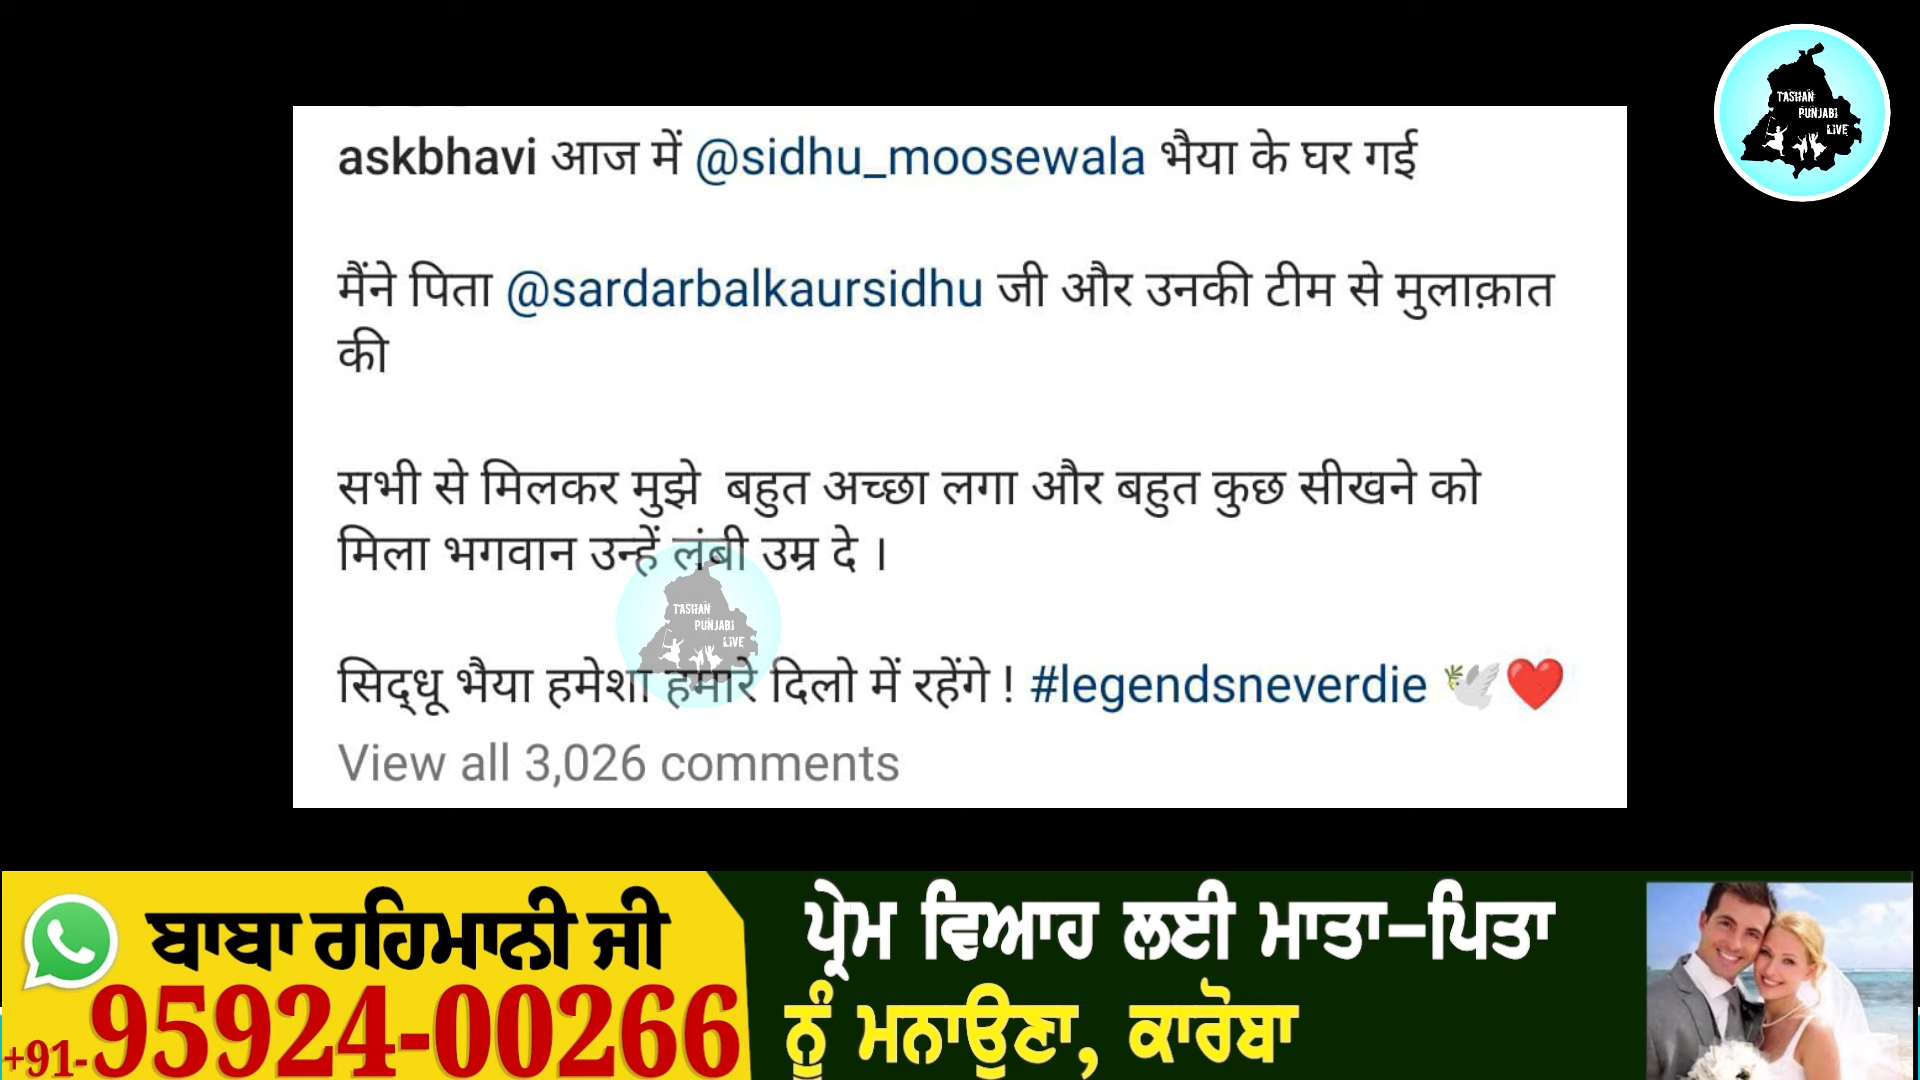 askbhavi आज में @sidhu_moosewala भैया के घर गई
मैंने पिता @sardarbalkaursidhu जी और उनकी टीम से मुलाक़ात
की
सभी से मिलकर मुझे बहुत अच्छा लगा और बहुत कुछ सीखने को
मिला भगवान उन्हें लंबी उम्र दे ।
सिद्धू भैया हमेशा हमारे दिलो में रहेंगे ! #legendsneverdie 🕊️❤️
View all 3,026 comments
TASHAN
PUNJABI
LIVE
TASHAN
PUNJABI
LIVE
ਬਾਬਾ ਰਹਿਮਾਨੀ ਜੀ
+91-95924-00266
ਪ੍ਰੇਮ ਵਿਆਹ ਲਈ ਮਾਤਾ-ਪਿਤਾ
ਨੂੰ ਮਨਾਉਣਾ, ਕਾਰੋਬਾ